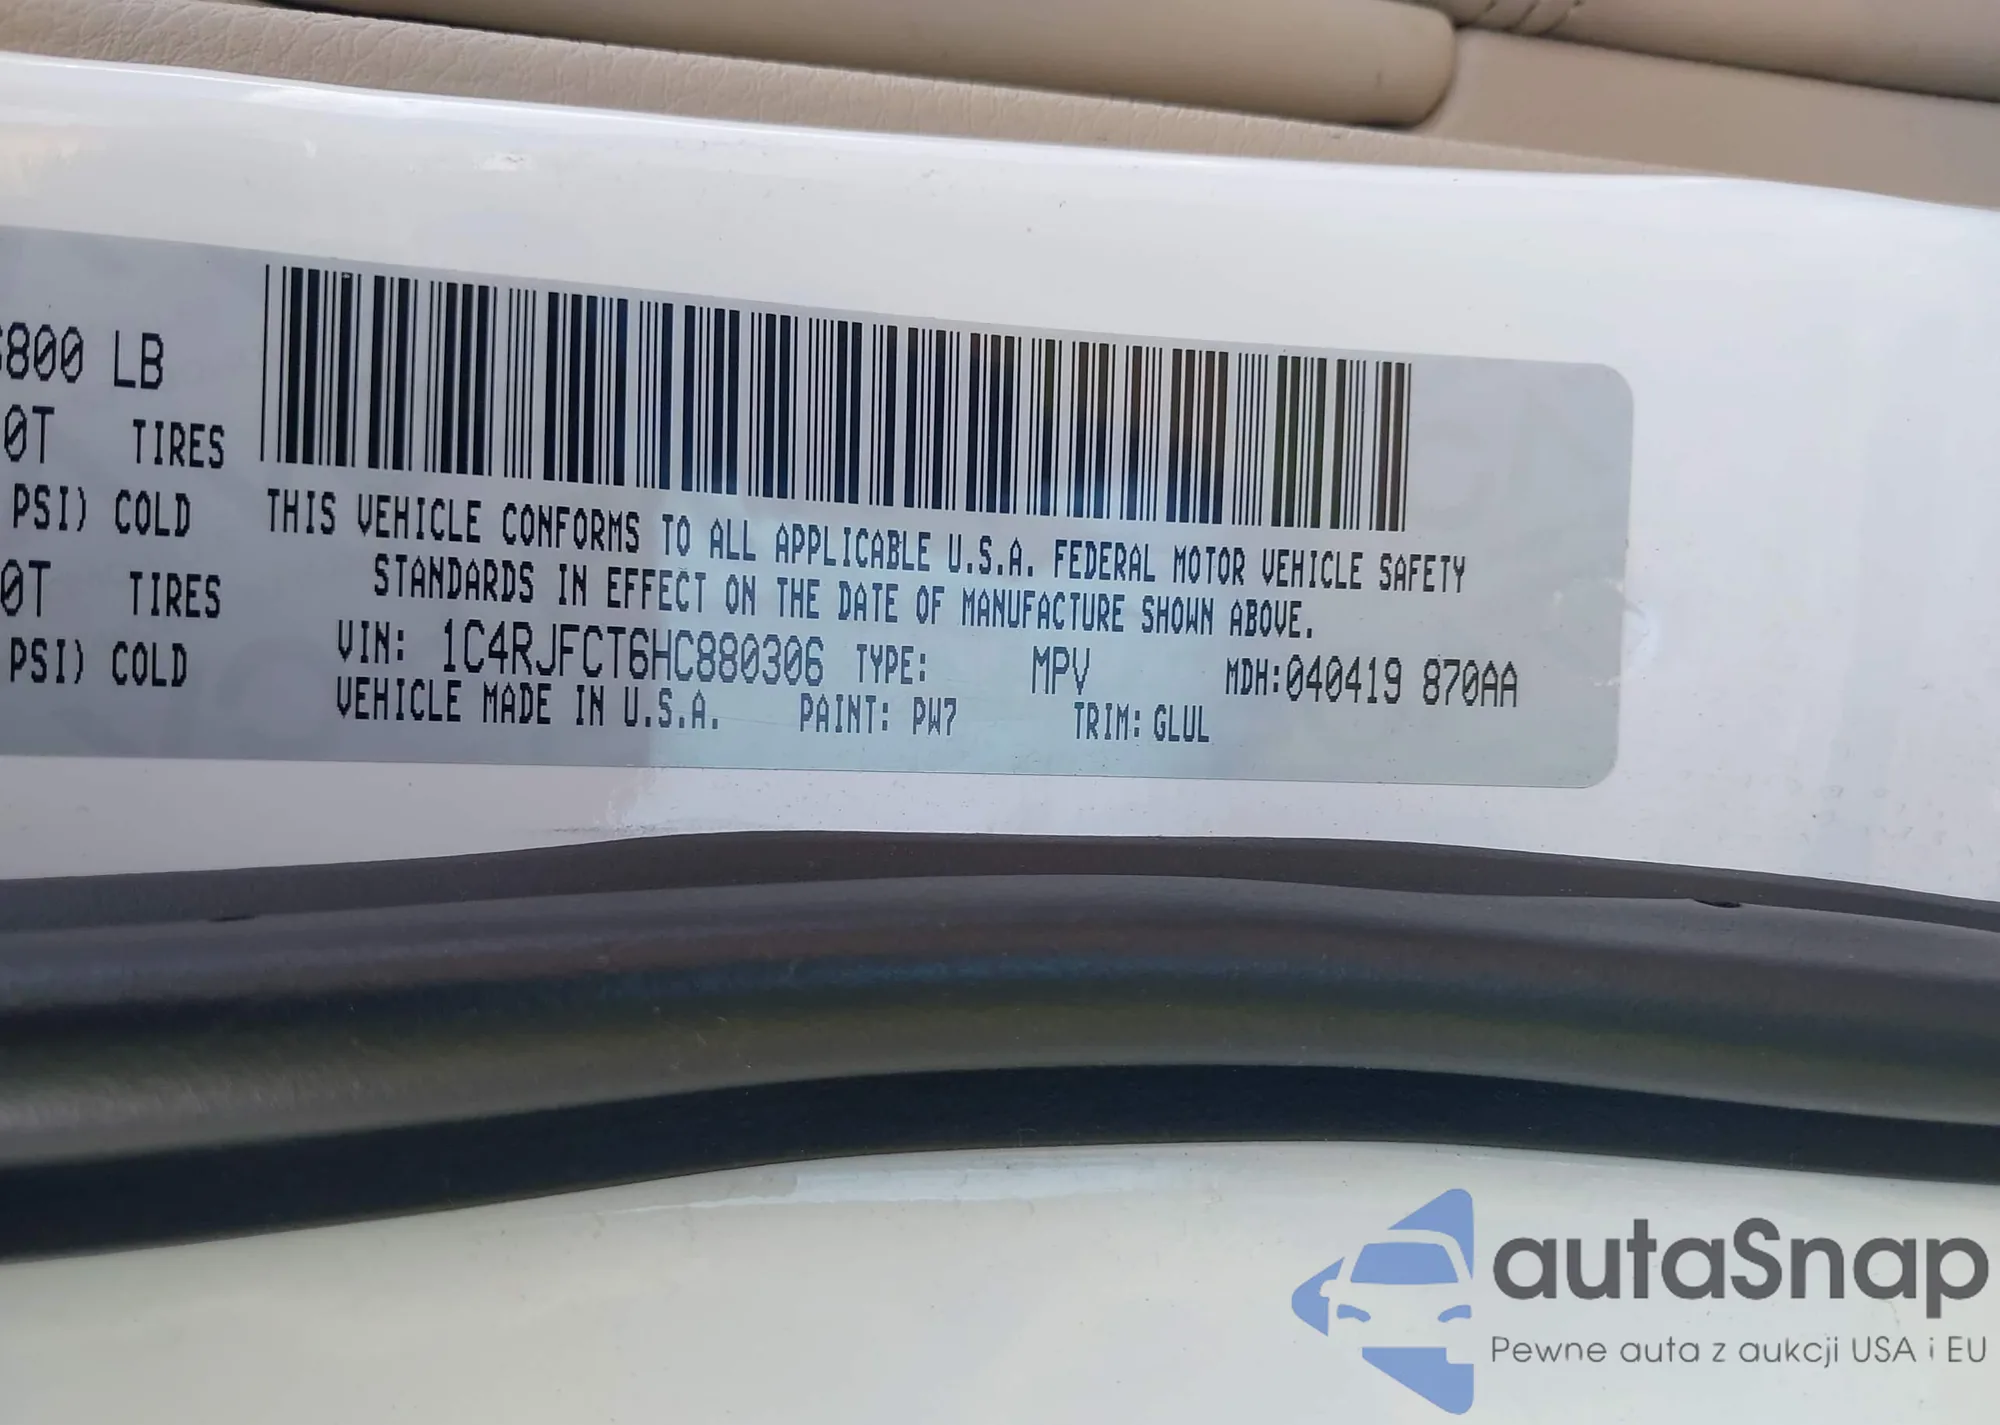 800 LB
0T TIRES
PSI) COLD
0T TIRES
PSI) COLD
THIS VEHICLE CONFORMS TO ALL APPLICABLE U.S.A. FEDERAL MOTOR VEHICLE SAFETY
STANDARDS IN EFFECT ON THE DATE OF MANUFACTURE SHOWN ABOVE.
VIN: 1C4RJFCT6HC880306 TYPE: MPV MDH:040419 870AA
VEHICLE MADE IN U.S.A. PAINT: PW7 TRIM: GLUL
autaSnap
Pewne auta z aukcji USA i EU